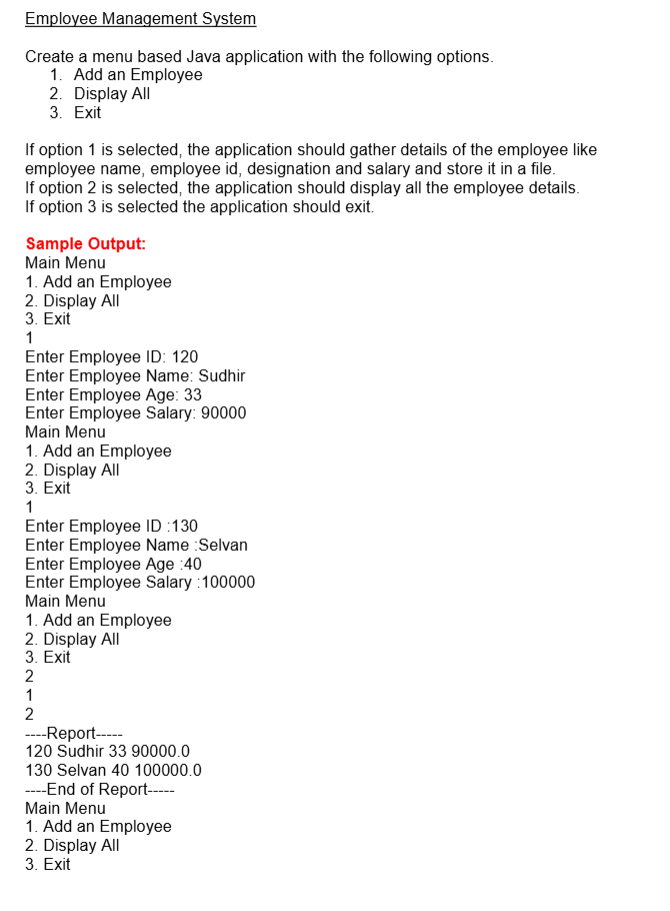 Employee Management System
Create a menu based Java application with the following options.
1. Add an Employee
2. Display All
3. Exit
If option 1 is selected, the application should gather details of the employee like
employee name, employee id, designation and salary and store it in a file.
If option 2 is selected, the application should display all the employee details.
If option 3 is selected the application should exit.
Sample Output:
Main Menu
1. Add an Employee
2. Display All
3. Exit
1
Enter Employee ID: 120
Enter Employee Name: Sudhir
Enter Employee Age: 33
Enter Employee Salary: 90000
Main Menu
1. Add an Employee
2. Display All
3. Exit
1
Enter Employee ID :130
Enter Employee Name :Selvan
Enter Employee Age :40
Enter Employee Salary :100000
Main Menu
1. Add an Employee
2. Display All
3. Exit
2
1
2
----Report-----
120 Sudhir 33 90000.0
130 Selvan 40 100000.0
----End of Report-----
Main Menu
1. Add an Employee
2. Display All
3. Exit